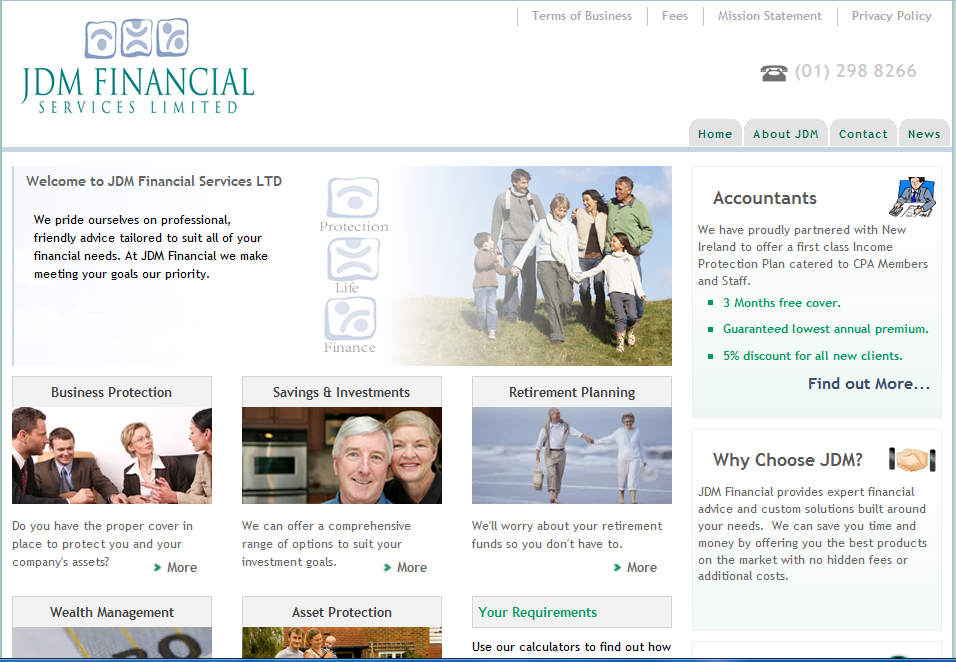 Terms of Business
Fees
Mission Statement
Privacy Policy
JDM FINANCIAL
SERVICES LIMITED
(01) 298 8266
Home
About JDM
Contact
News
Welcome to JDM Financial Services LTD
We pride ourselves on professional,
friendly advice tailored to suit all of your
financial needs. At JDM Financial we make
meeting your goals our priority.
Protection
Life
Finance
Accountants
We have proudly partnered with New
Ireland to offer a first class Income
Protection Plan catered to CPA Members
and Staff.
3 Months free cover.
Guaranteed lowest annual premium.
5% discount for all new clients.
Find out More...
Business Protection
Do you have the proper cover in
place to protect you and your
company's assets?
More
Savings & Investments
We can offer a comprehensive
range of options to suit your
investment goals.
More
Retirement Planning
We'll worry about your retirement
funds so you don't have to.
More
Why Choose JDM?
JDM Financial provides expert financial
advice and custom solutions built around
your needs. We can save you time and
money by offering you the best products
on the market with no hidden fees or
additional costs.
Wealth Management
Asset Protection
Your Requirements
Use our calculators to find out how